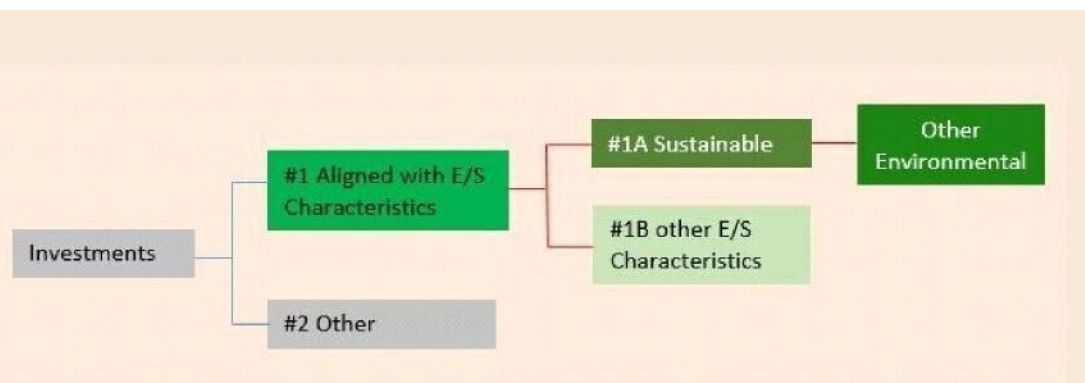 Investments
#1 Aligned with E/S
Characteristics
#2 Other
#1A Sustainable
#1B other E/S
Characteristics
Other
Environmental